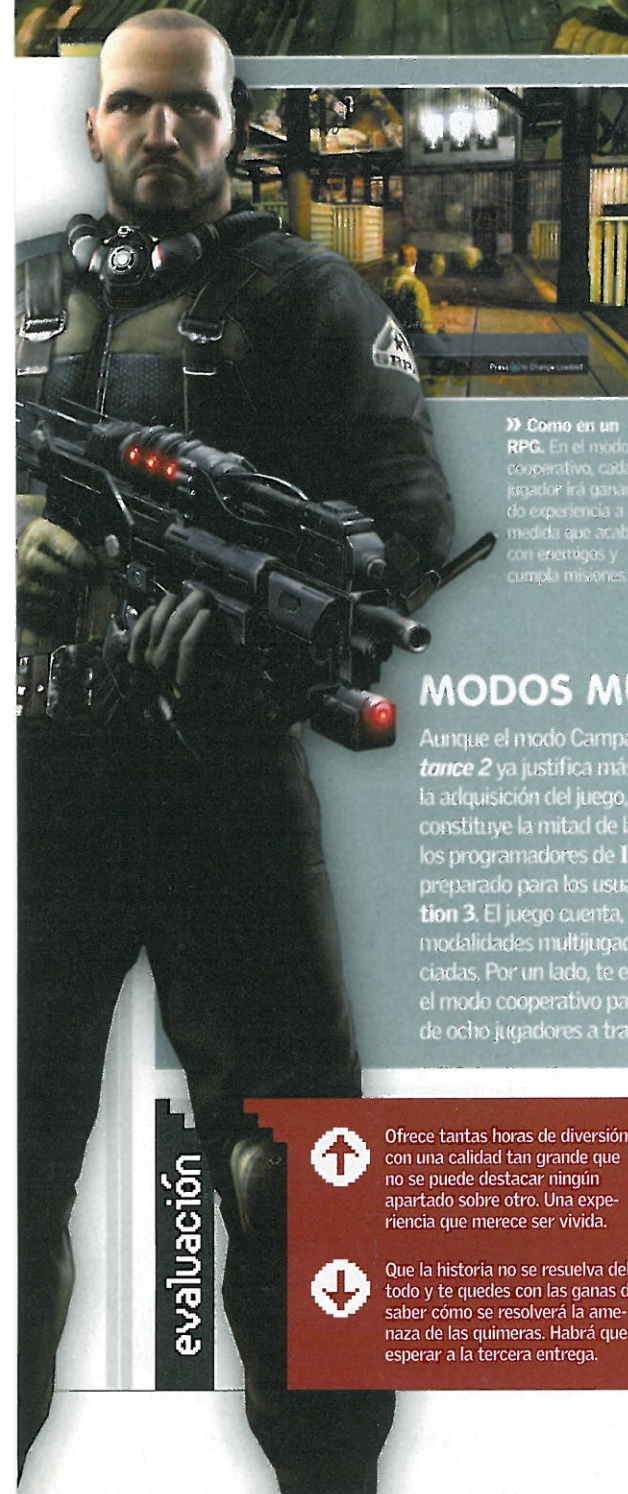 SRPA
Press to Change Loadout
» Como en un
RPG. En el modo
cooperativo, cada
jugador irá ganan
do experiencia a
medida que acab
con enemigos y
cumpla misiones.
MODOS MU
Aunque el modo Campa
tance 2 ya justifica más
la adquisición del juego,
constituye la mitad de l
los programadores de I
preparado para los usua
tion 3. El juego cuenta,
modalidades multijugad
ciadas. Por un lado, te e
el modo cooperativo pa
de ocho jugadores a tra
evaluación
Ofrece tantas horas de diversión
con una calidad tan grande que
no se puede destacar ningún
apartado sobre otro. Una expe-
riencia que merece ser vivida.
Que la historia no se resuelva del
todo y te quedes con las ganas d
saber cómo se resolverá la ame-
naza de las quimeras. Habrá que
esperar a la tercera entrega.